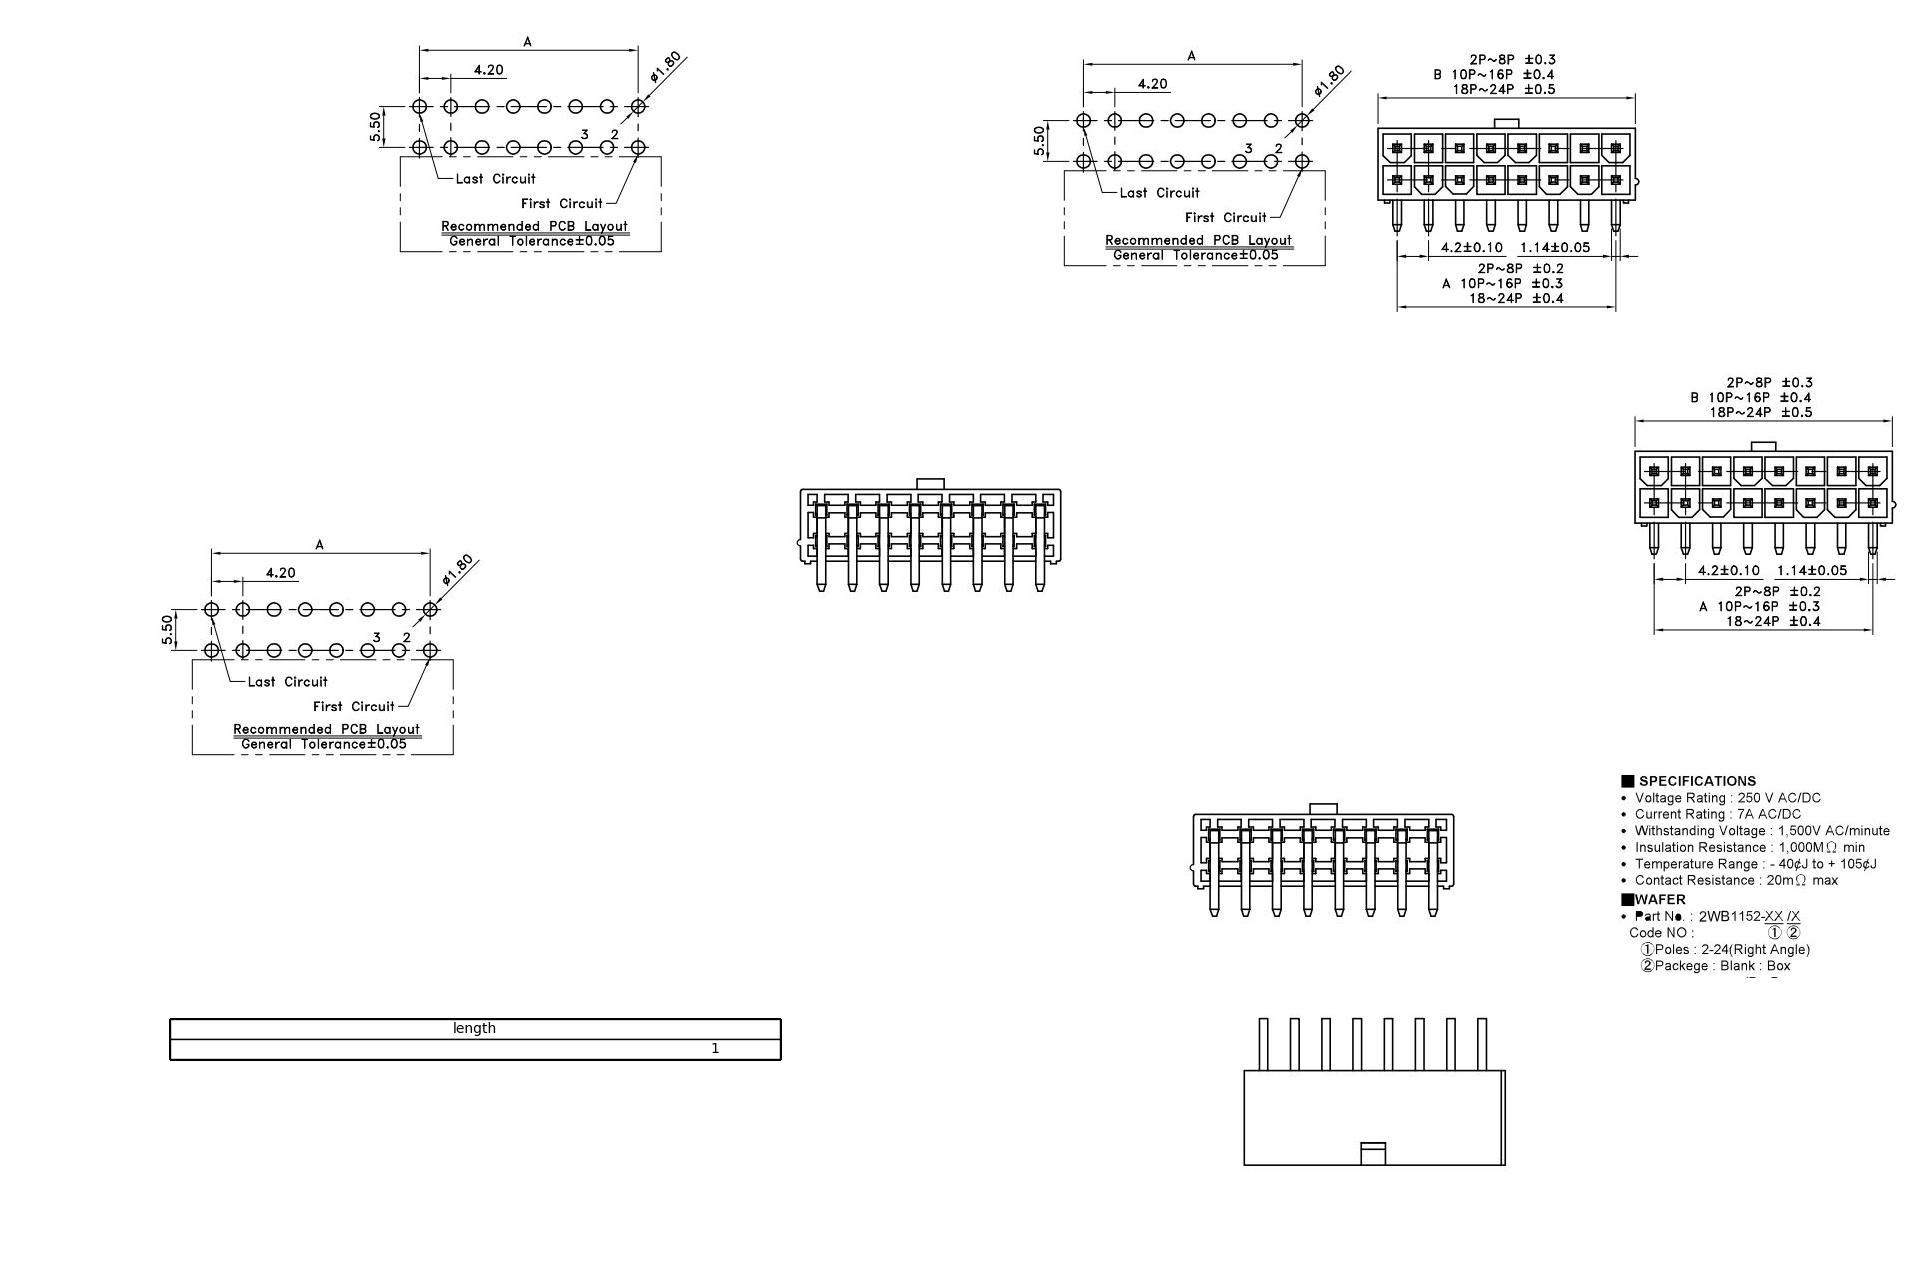 A
4.20
ø1.80
5.50
3 2
Last Circuit
First Circuit
Recommended PCB Layout
General Tolerance±0.05
A
4.20
ø1.80
5.50
3 2
Last Circuit
First Circuit
Recommended PCB Layout
General Tolerance±0.05
2P~8P ±0.3
B 10P~16P ±0.4
18P~24P ±0.5
4.2±0.10 1.14±0.05
2P~8P ±0.2
A 10P~16P ±0.3
18~24P ±0.4
2P~8P ±0.3
B 10P~16P ±0.4
18P~24P ±0.5
4.2±0.10 1.14±0.05
2P~8P ±0.2
A 10P~16P ±0.3
18~24P ±0.4
A
4.20
ø1.80
5.50
3 2
Last Circuit
First Circuit
Recommended PCB Layout
General Tolerance±0.05
■ SPECIFICATIONS
• Voltage Rating : 250 V AC/DC
• Current Rating : 7A AC/DC
• Withstanding Voltage : 1,500V AC/minute
• Insulation Resistance : 1,000MΩ min
• Temperature Range : - 40¢J to + 105¢J
• Contact Resistance : 20mΩ max
■WAFER
• Part No. : 2WB1152-XX /X
Code NO : ① ②
①Poles : 2-24(Right Angle)
②Packege : Blank : Box
length
1